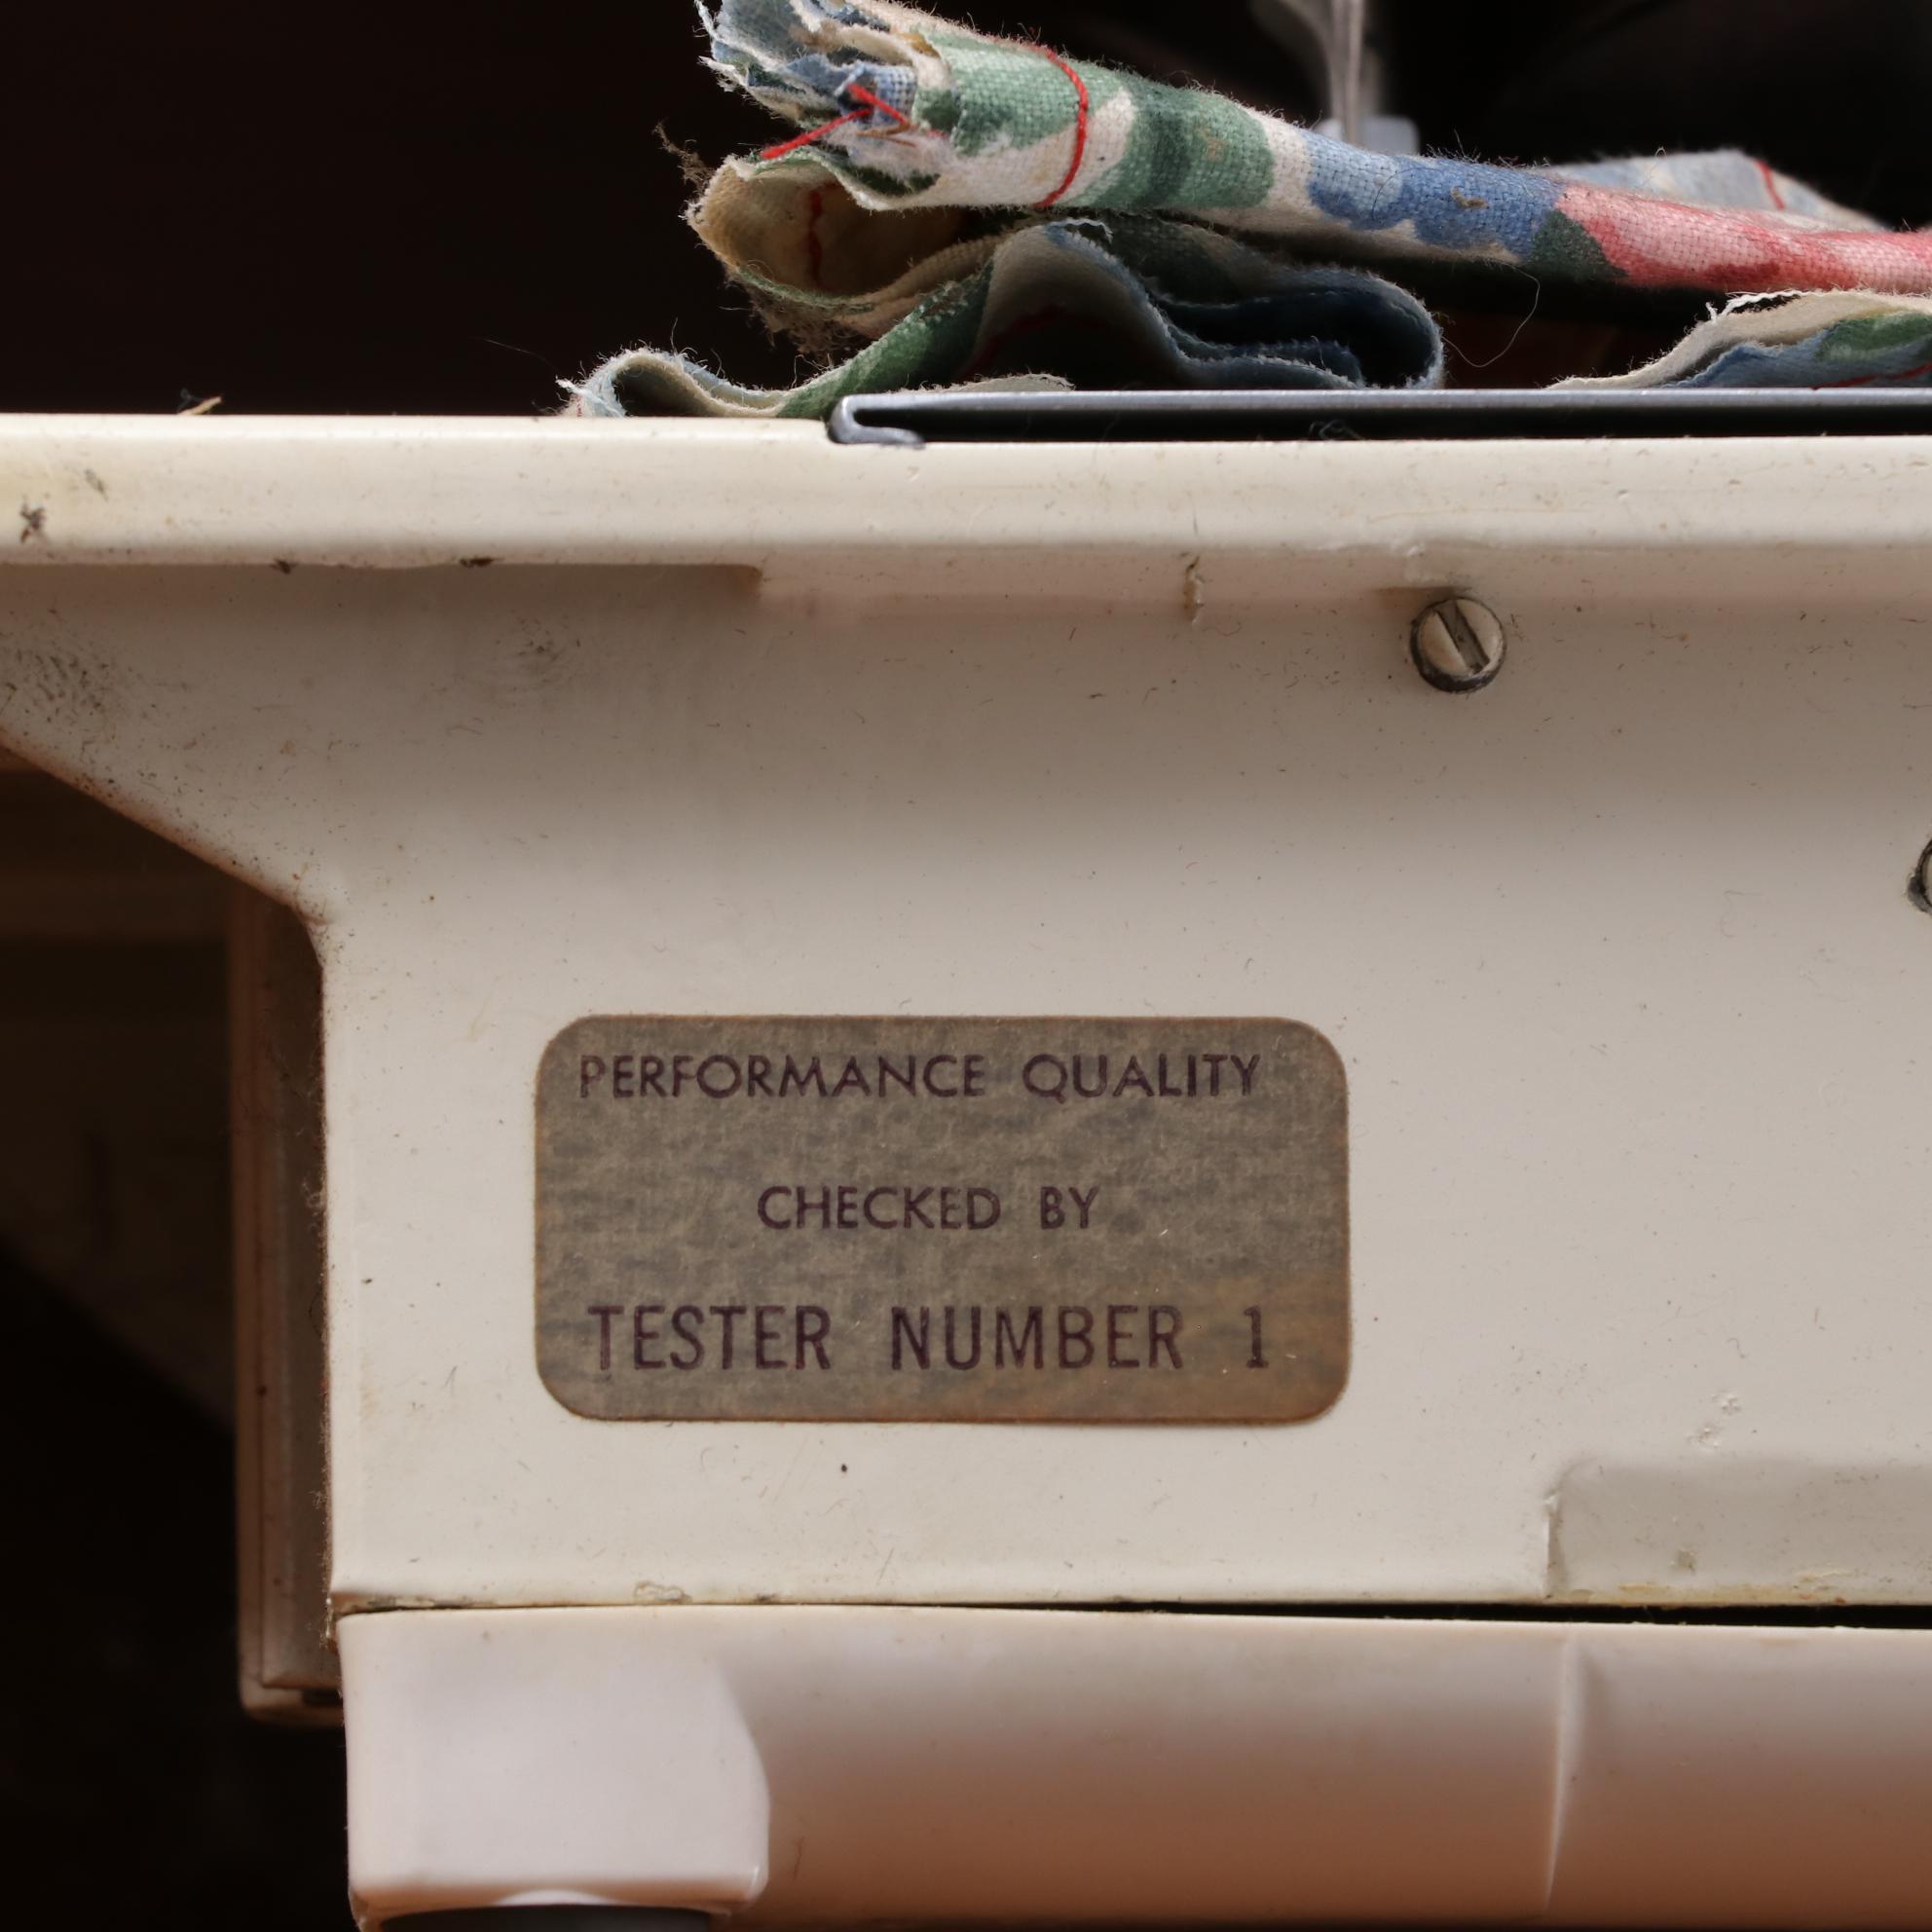 PERFORMANCE QUALITY
CHECKED BY
TESTER NUMBER 1